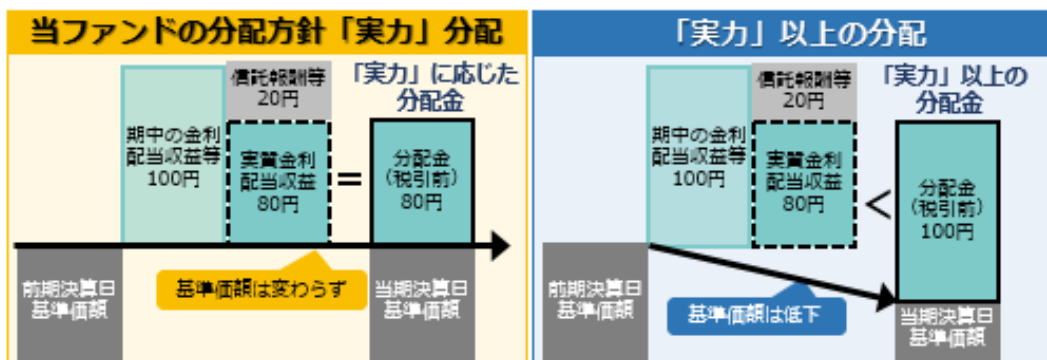 当ファンドの分配方針「実力」分配
信託報酬等
20円
「実力」に応じた
分配金
期中の金利
配当収益等
100円
実質金利
配当収益
80円
=
分配金
(税引前)
80円
基準価額は変わらず
前期決算日
基準価額
当期決算日
基準価額
「実力」以上の分配
信託報酬等
20円
「実力」以上の
分配金
期中の金利
配当収益等
100円
実質金利
配当収益
80円
<
分配金
(税引前)
100円
基準価額は低下
前期決算日
基準価額
当期決算日
基準価額